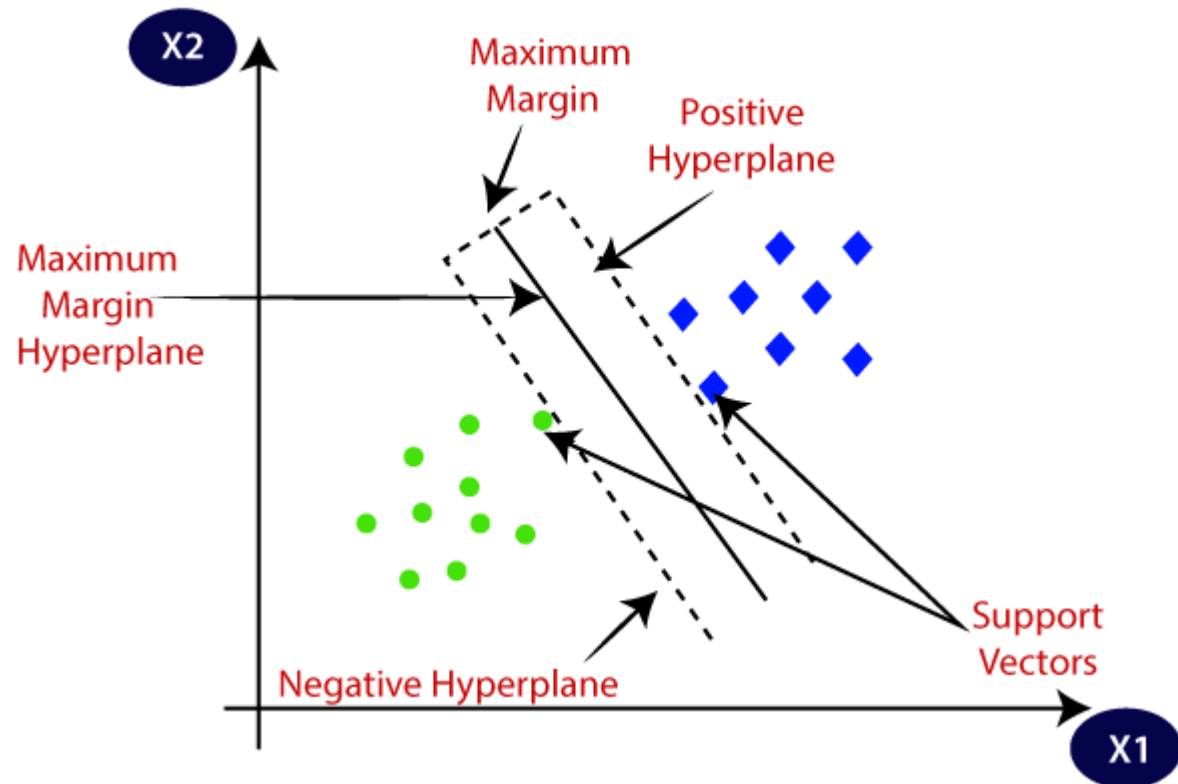 X2
Maximum
Margin
Positive
Hyperplane
Maximum
Margin
Hyperplane
Support
Vectors
Negative Hyperplane
X1